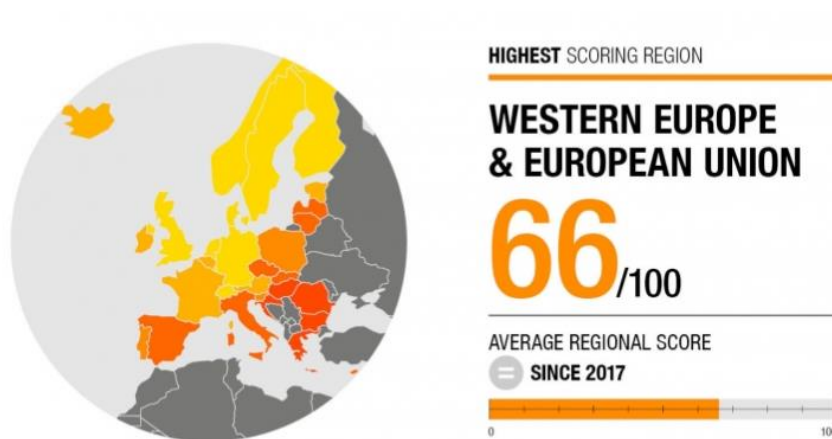 HIGHEST SCORING REGION
WESTERN EUROPE
& EUROPEAN UNION
66/100
AVERAGE REGIONAL SCORE
= SINCE 2017
0